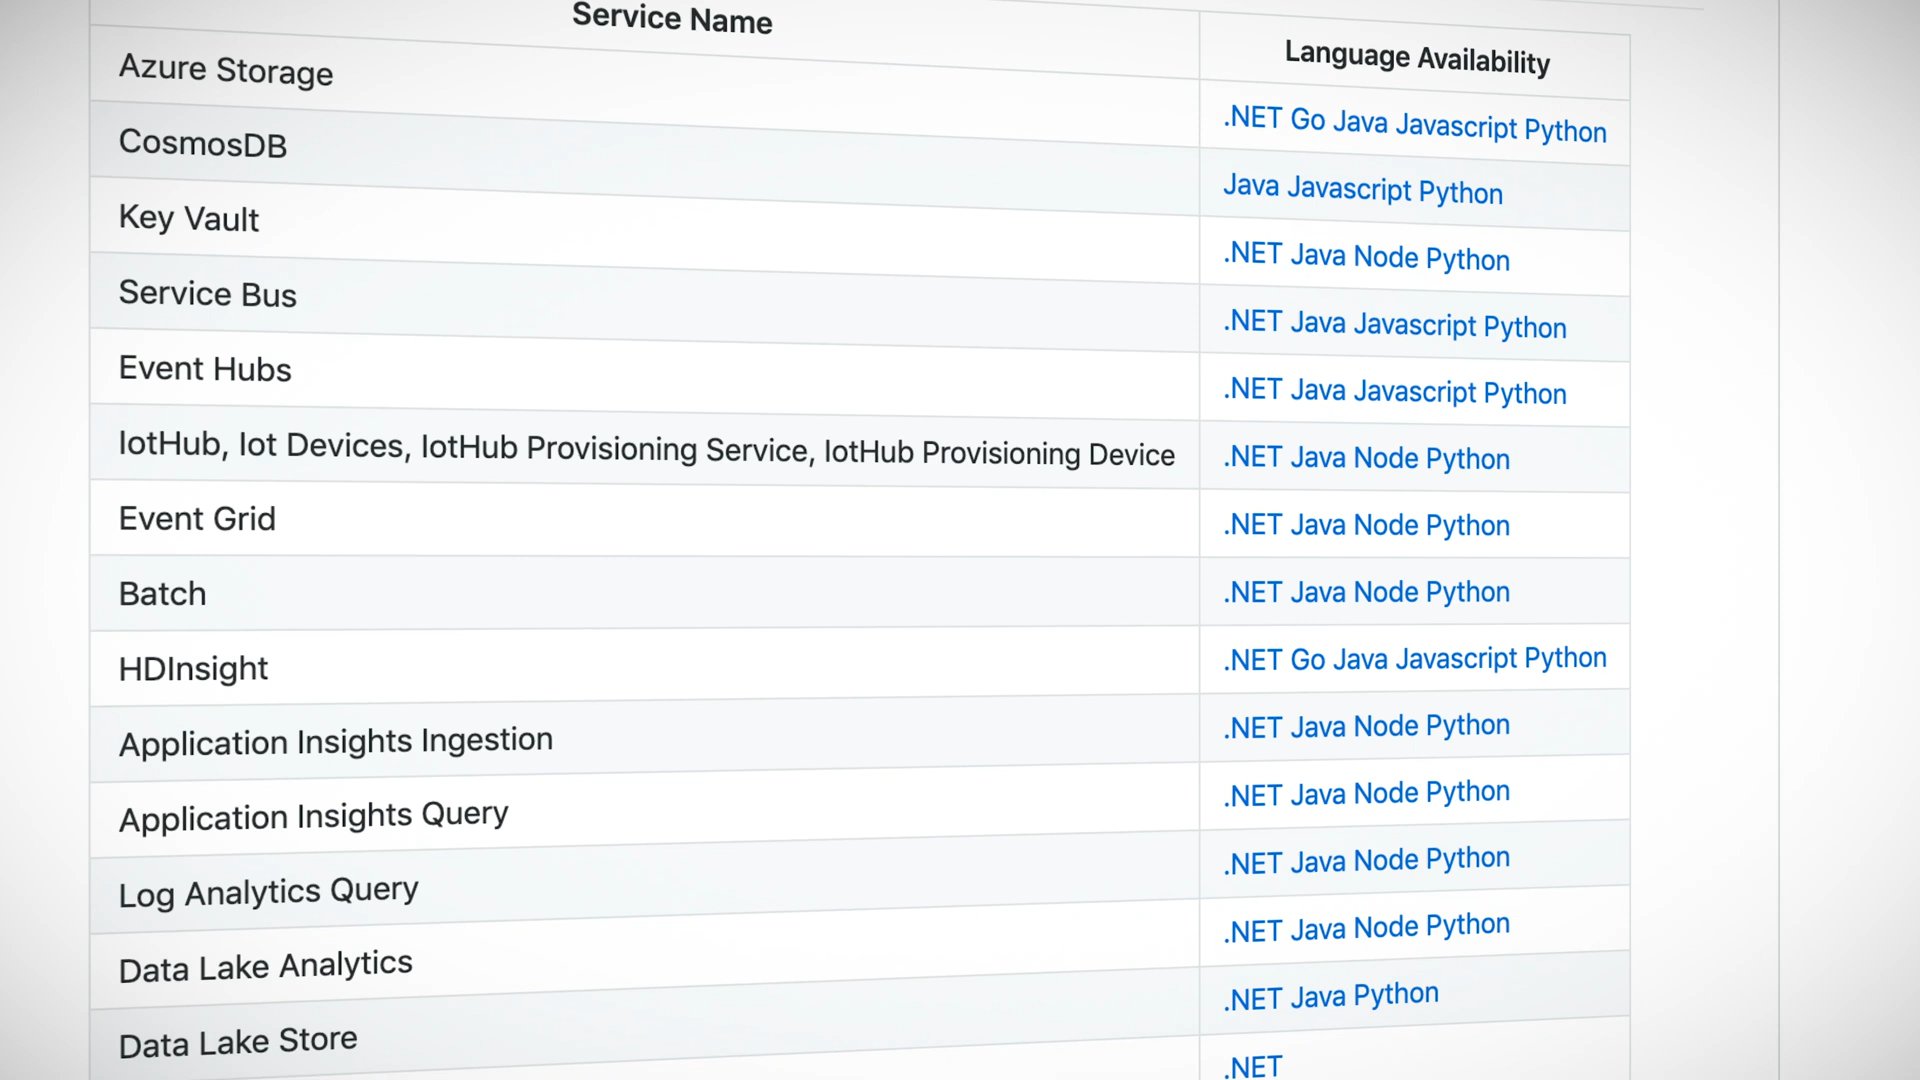 Service Name Language Availability
Azure Storage .NET Go Java Javascript Python
CosmosDB Java Javascript Python
Key Vault .NET Java Node Python
Service Bus .NET Java Javascript Python
Event Hubs .NET Java Javascript Python
IotHub, Iot Devices, IotHub Provisioning Service, IotHub Provisioning Device .NET Java Node Python
Event Grid .NET Java Node Python
Batch .NET Java Node Python
HDInsight .NET Go Java Javascript Python
Application Insights Ingestion .NET Java Node Python
Application Insights Query .NET Java Node Python
Log Analytics Query .NET Java Node Python
Data Lake Analytics .NET Java Node Python
Data Lake Store .NET Java Python
.NET